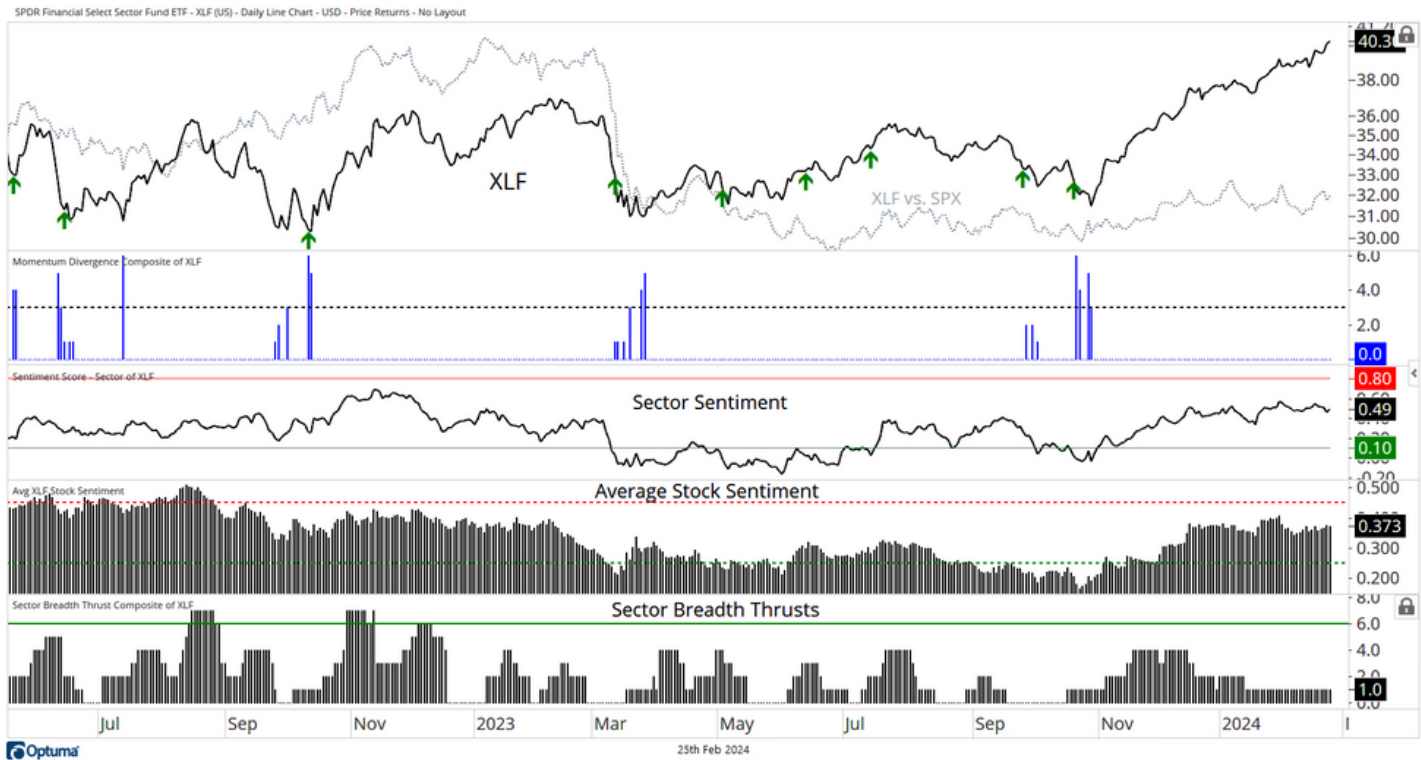 SPDR Financial Select Sector Fund ETF - XLF (US) - Daily Line Chart - USD - Price Returns - No Layout
40.3
38.00
36.00
35.00
34.00
33.00
32.00
31.00
30.00
XLF
XLF vs. SPX
Momentum Divergence Composite of XLF
6.0
4.0
2.0
0.0
Sentiment Score - Sector of XLF
Sector Sentiment
0.80
0.49
0.10
Avg XLF Stock Sentiment
Average Stock Sentiment
0.500
0.373
0.300
0.200
Sector Breadth Thrust Composite of XLF
Sector Breadth Thrusts
8.0
6.0
4.0
1.0
0.0
Jul Sep Nov 2023 Mar May Jul Sep Nov 2024
Optuma
25th Feb 2024